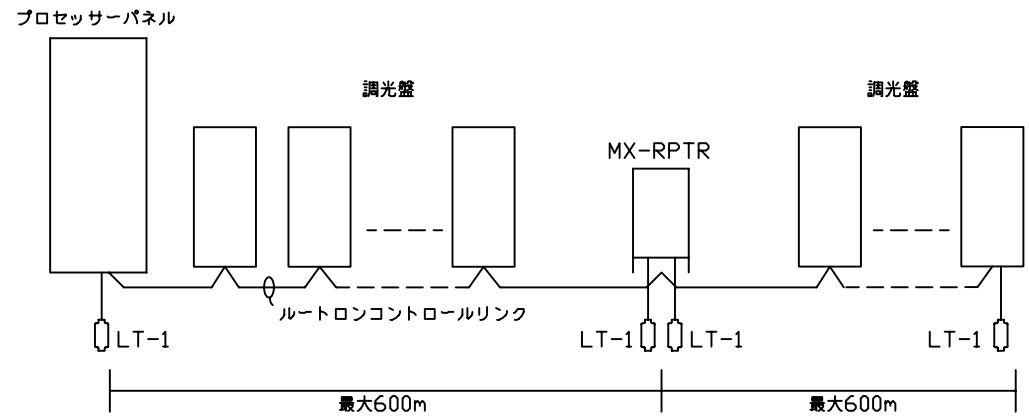 プロセッサーパネル
調光盤
調光盤
MX-RPTR
ルートロンコントロールリンク
LT-1
LT-1
LT-1
LT-1
最大600m
最大600m